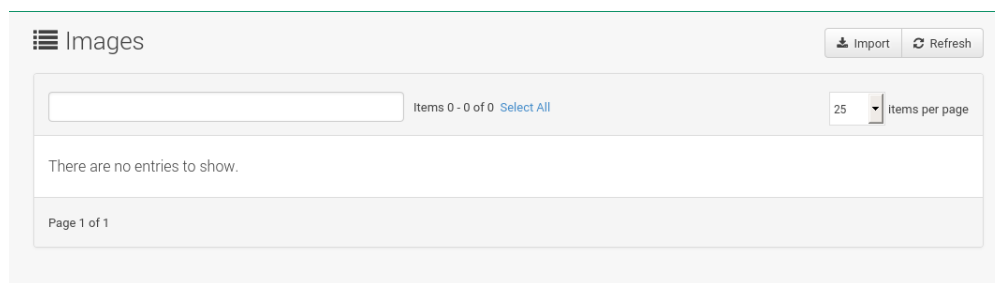 Images
Import
Refresh
Items 0 - 0 of 0 Select All
25 items per page
There are no entries to show.
Page 1 of 1